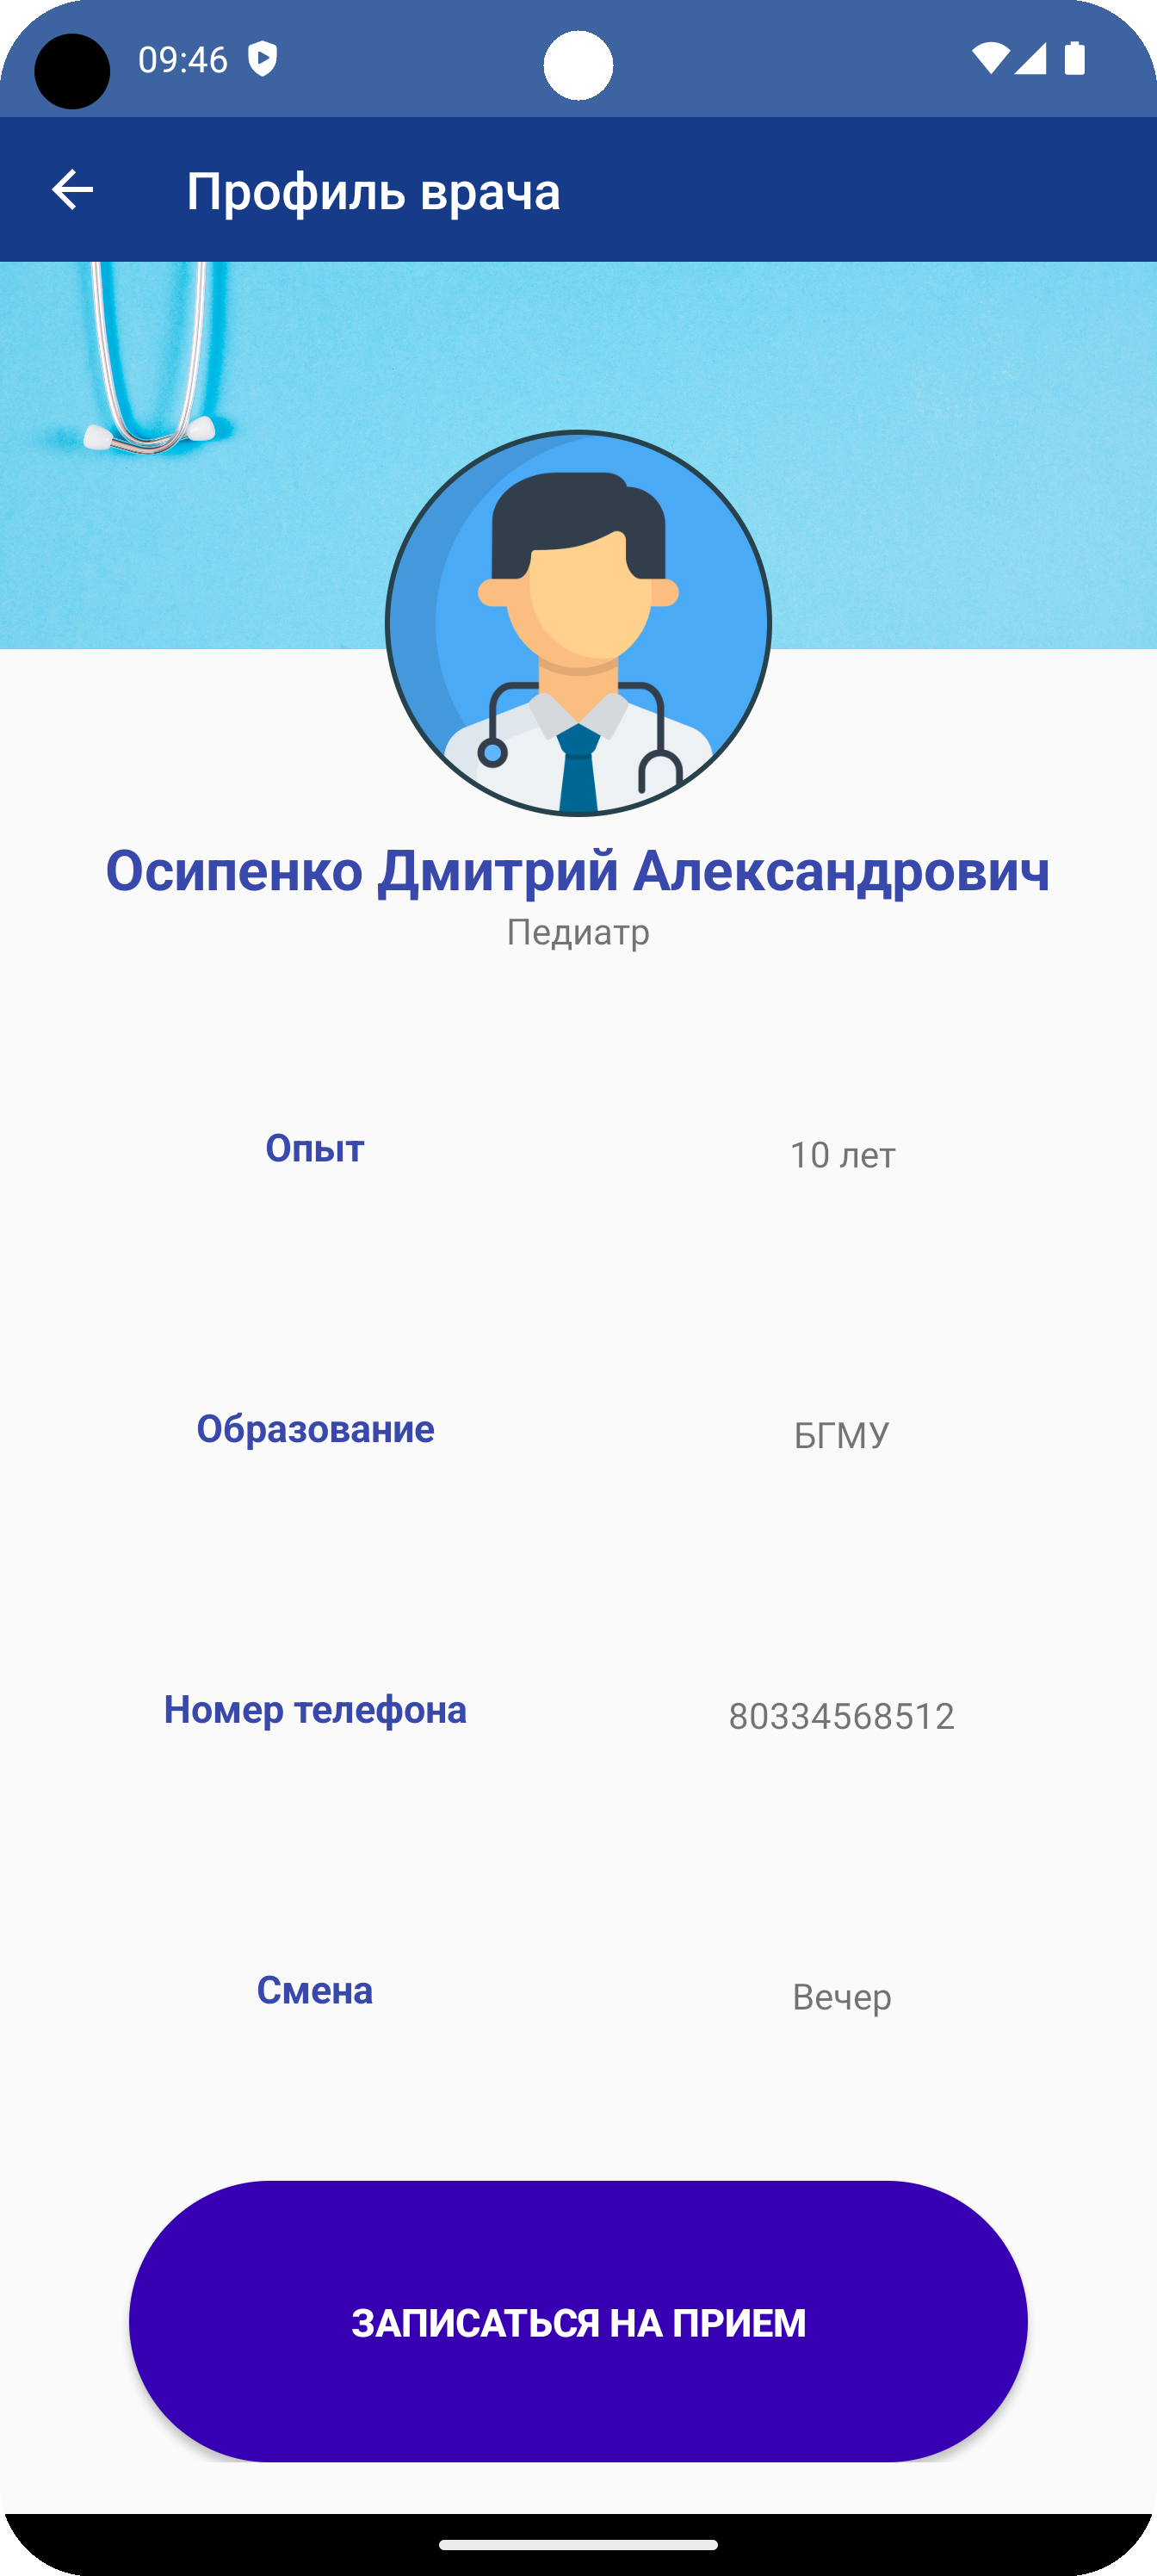 09:46
Профиль врача
Осипенко Дмитрий Александрович
Педиатр
Опыт 10 лет
Образование БГМУ
Номер телефона 80334568512
Смена Вечер
ЗАПИСАТЬСЯ НА ПРИЕМ